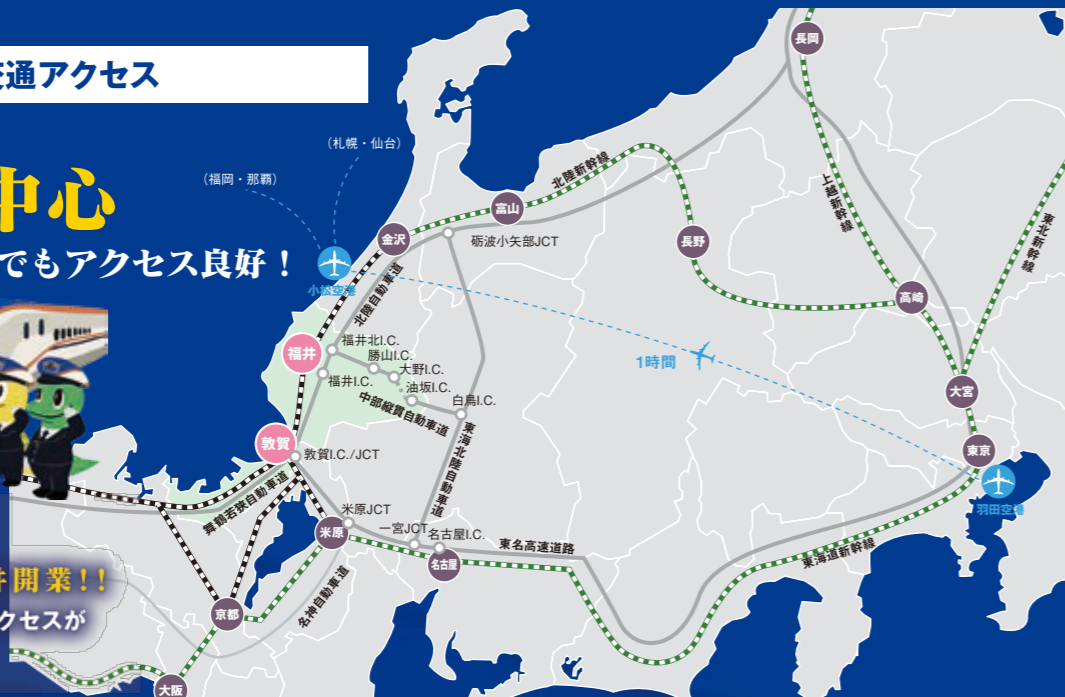 交通アクセス
中心
でもアクセス良好！
井開業!!
クセスが
（札幌・仙台）
（福岡・那覇）
小松空港
長岡
北陸新幹線
富山
金沢
砺波小矢部JCT
長野
上越新幹線
東北新幹線
高崎
北陸自動車道
福井
福井北I.C.
勝山I.C.
大野I.C.
福井I.C.
油坂I.C.
中部縦貫自動車道
白鳥I.C.
1時間
大宮
東京
羽田空港
敦賀
敦賀I.C./JCT
舞鶴若狭自動車道
東海北陸自動車道
米原JCT
米原
一宮JCT
名古屋I.C.
名古屋
東名高速道路
東海道新幹線
名神自動車道
京都
大阪